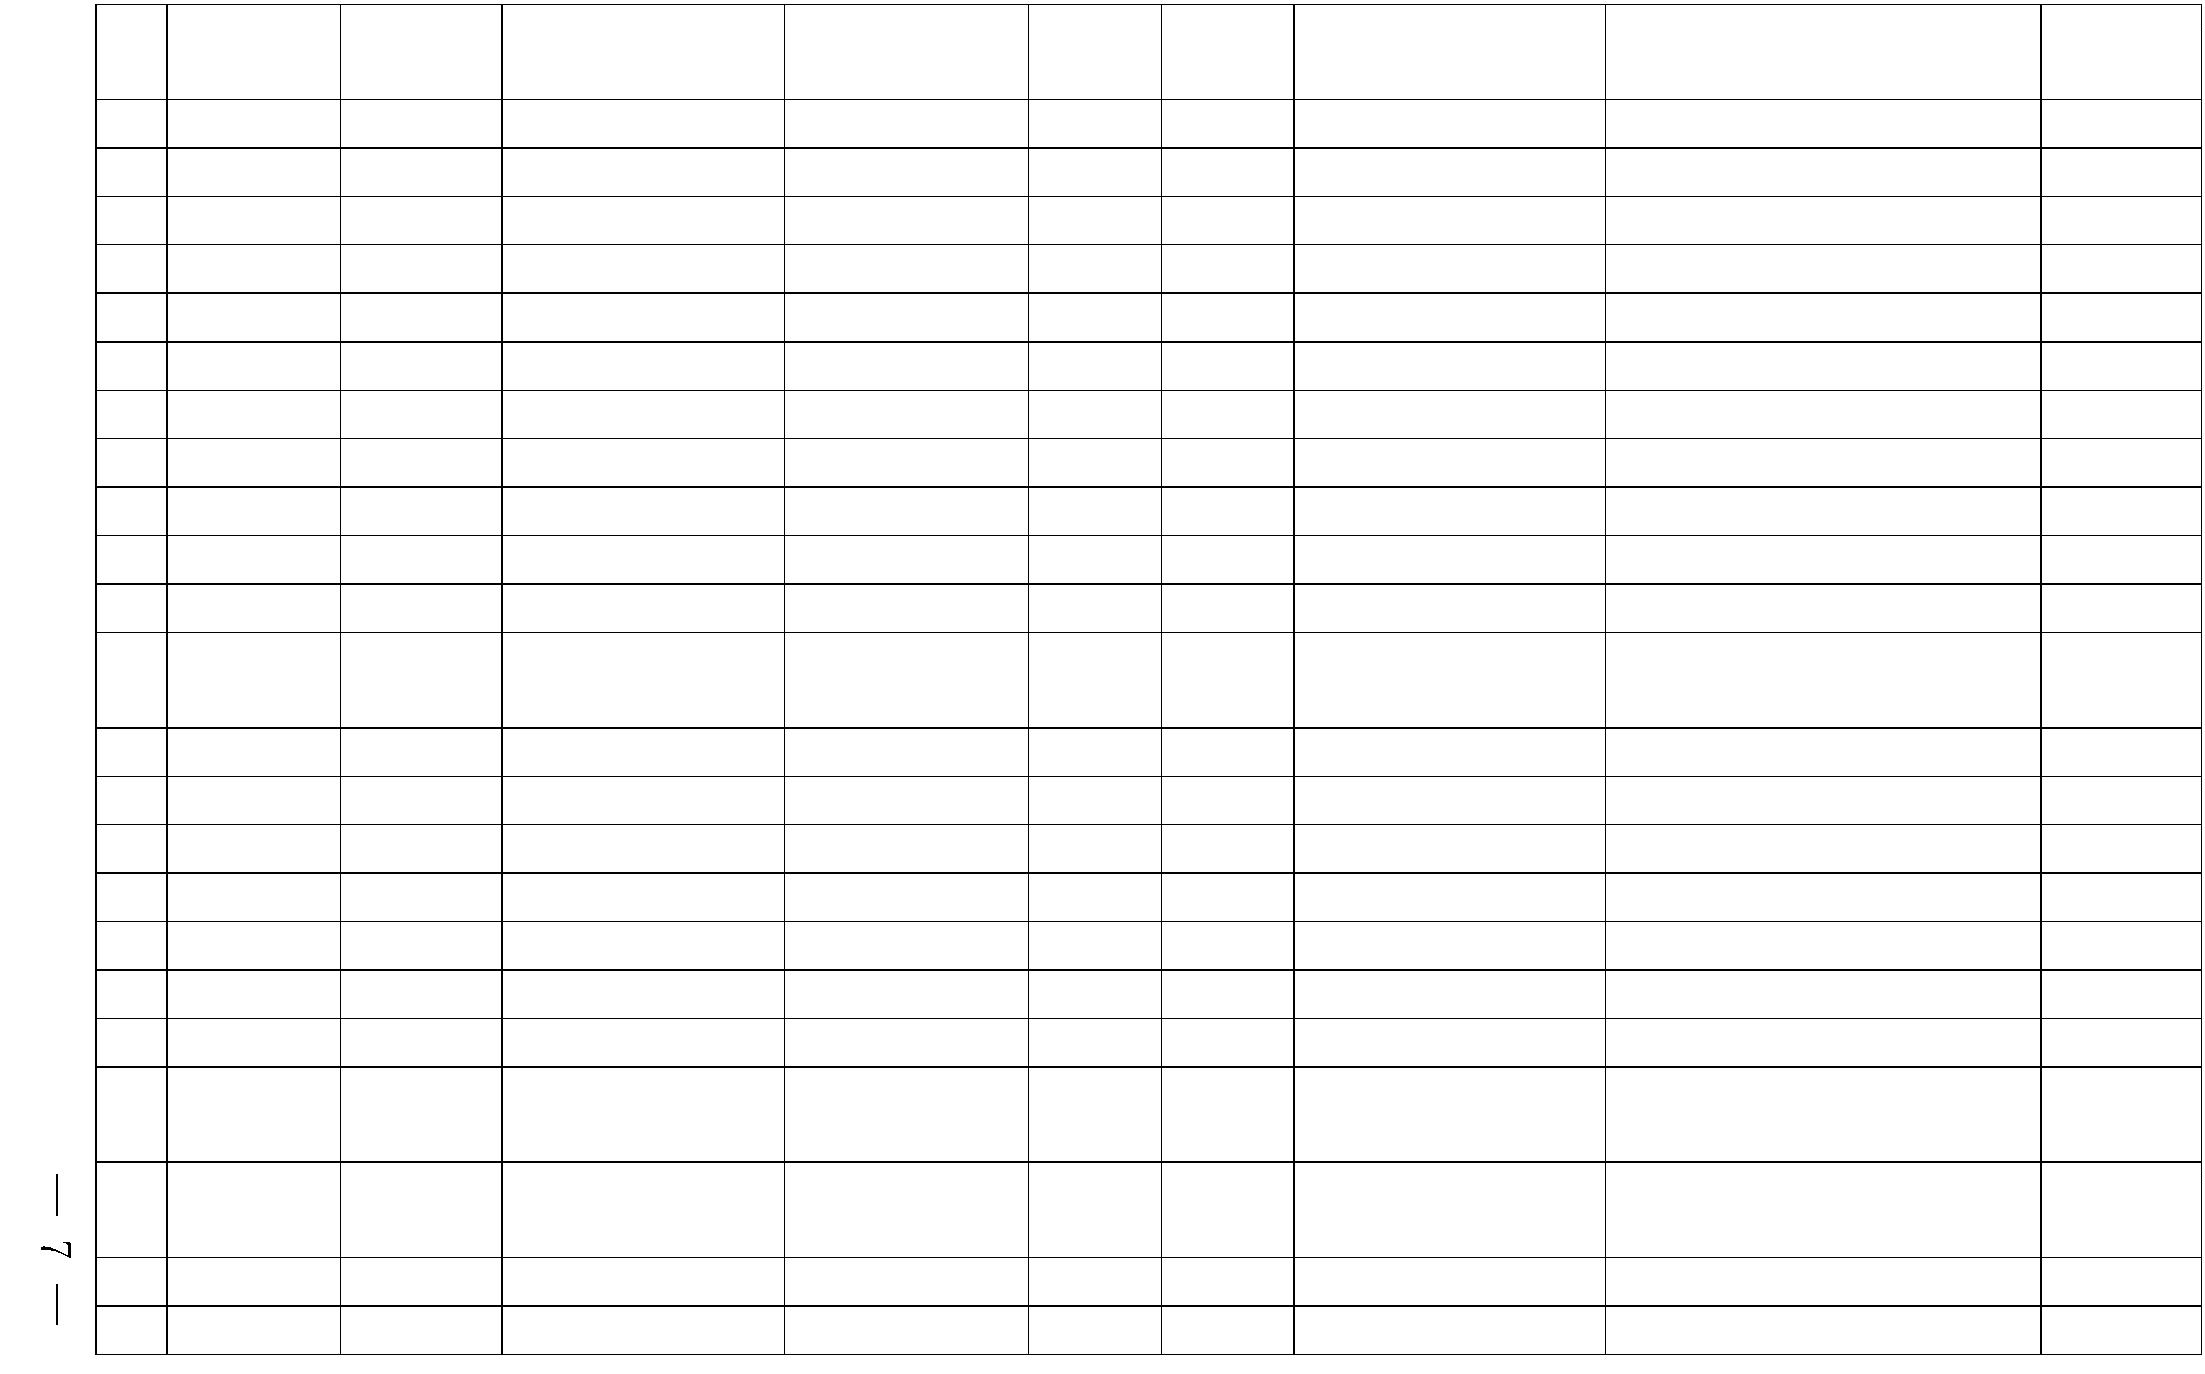 — 7 —